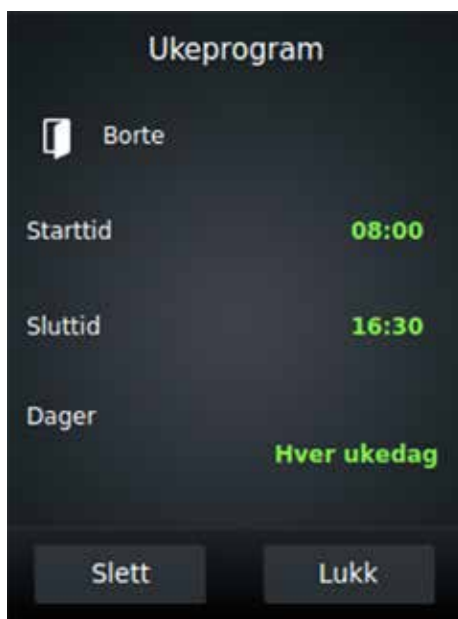 Ukeprogram
Borte
Starttid 08:00
Sluttid 16:30
Dager
Hver ukedag
Slett Lukk